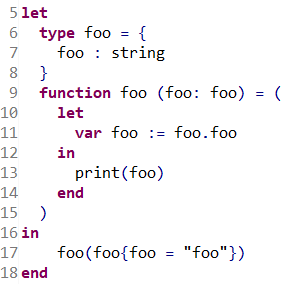 5 let
6   type foo = {
7     foo : string
8   }
9   function foo (foo: foo) = (
10     let
11       var foo := foo.foo
12     in
13       print(foo)
14     end
15   )
16 in
17     foo(foo{foo = "foo"})
18 end